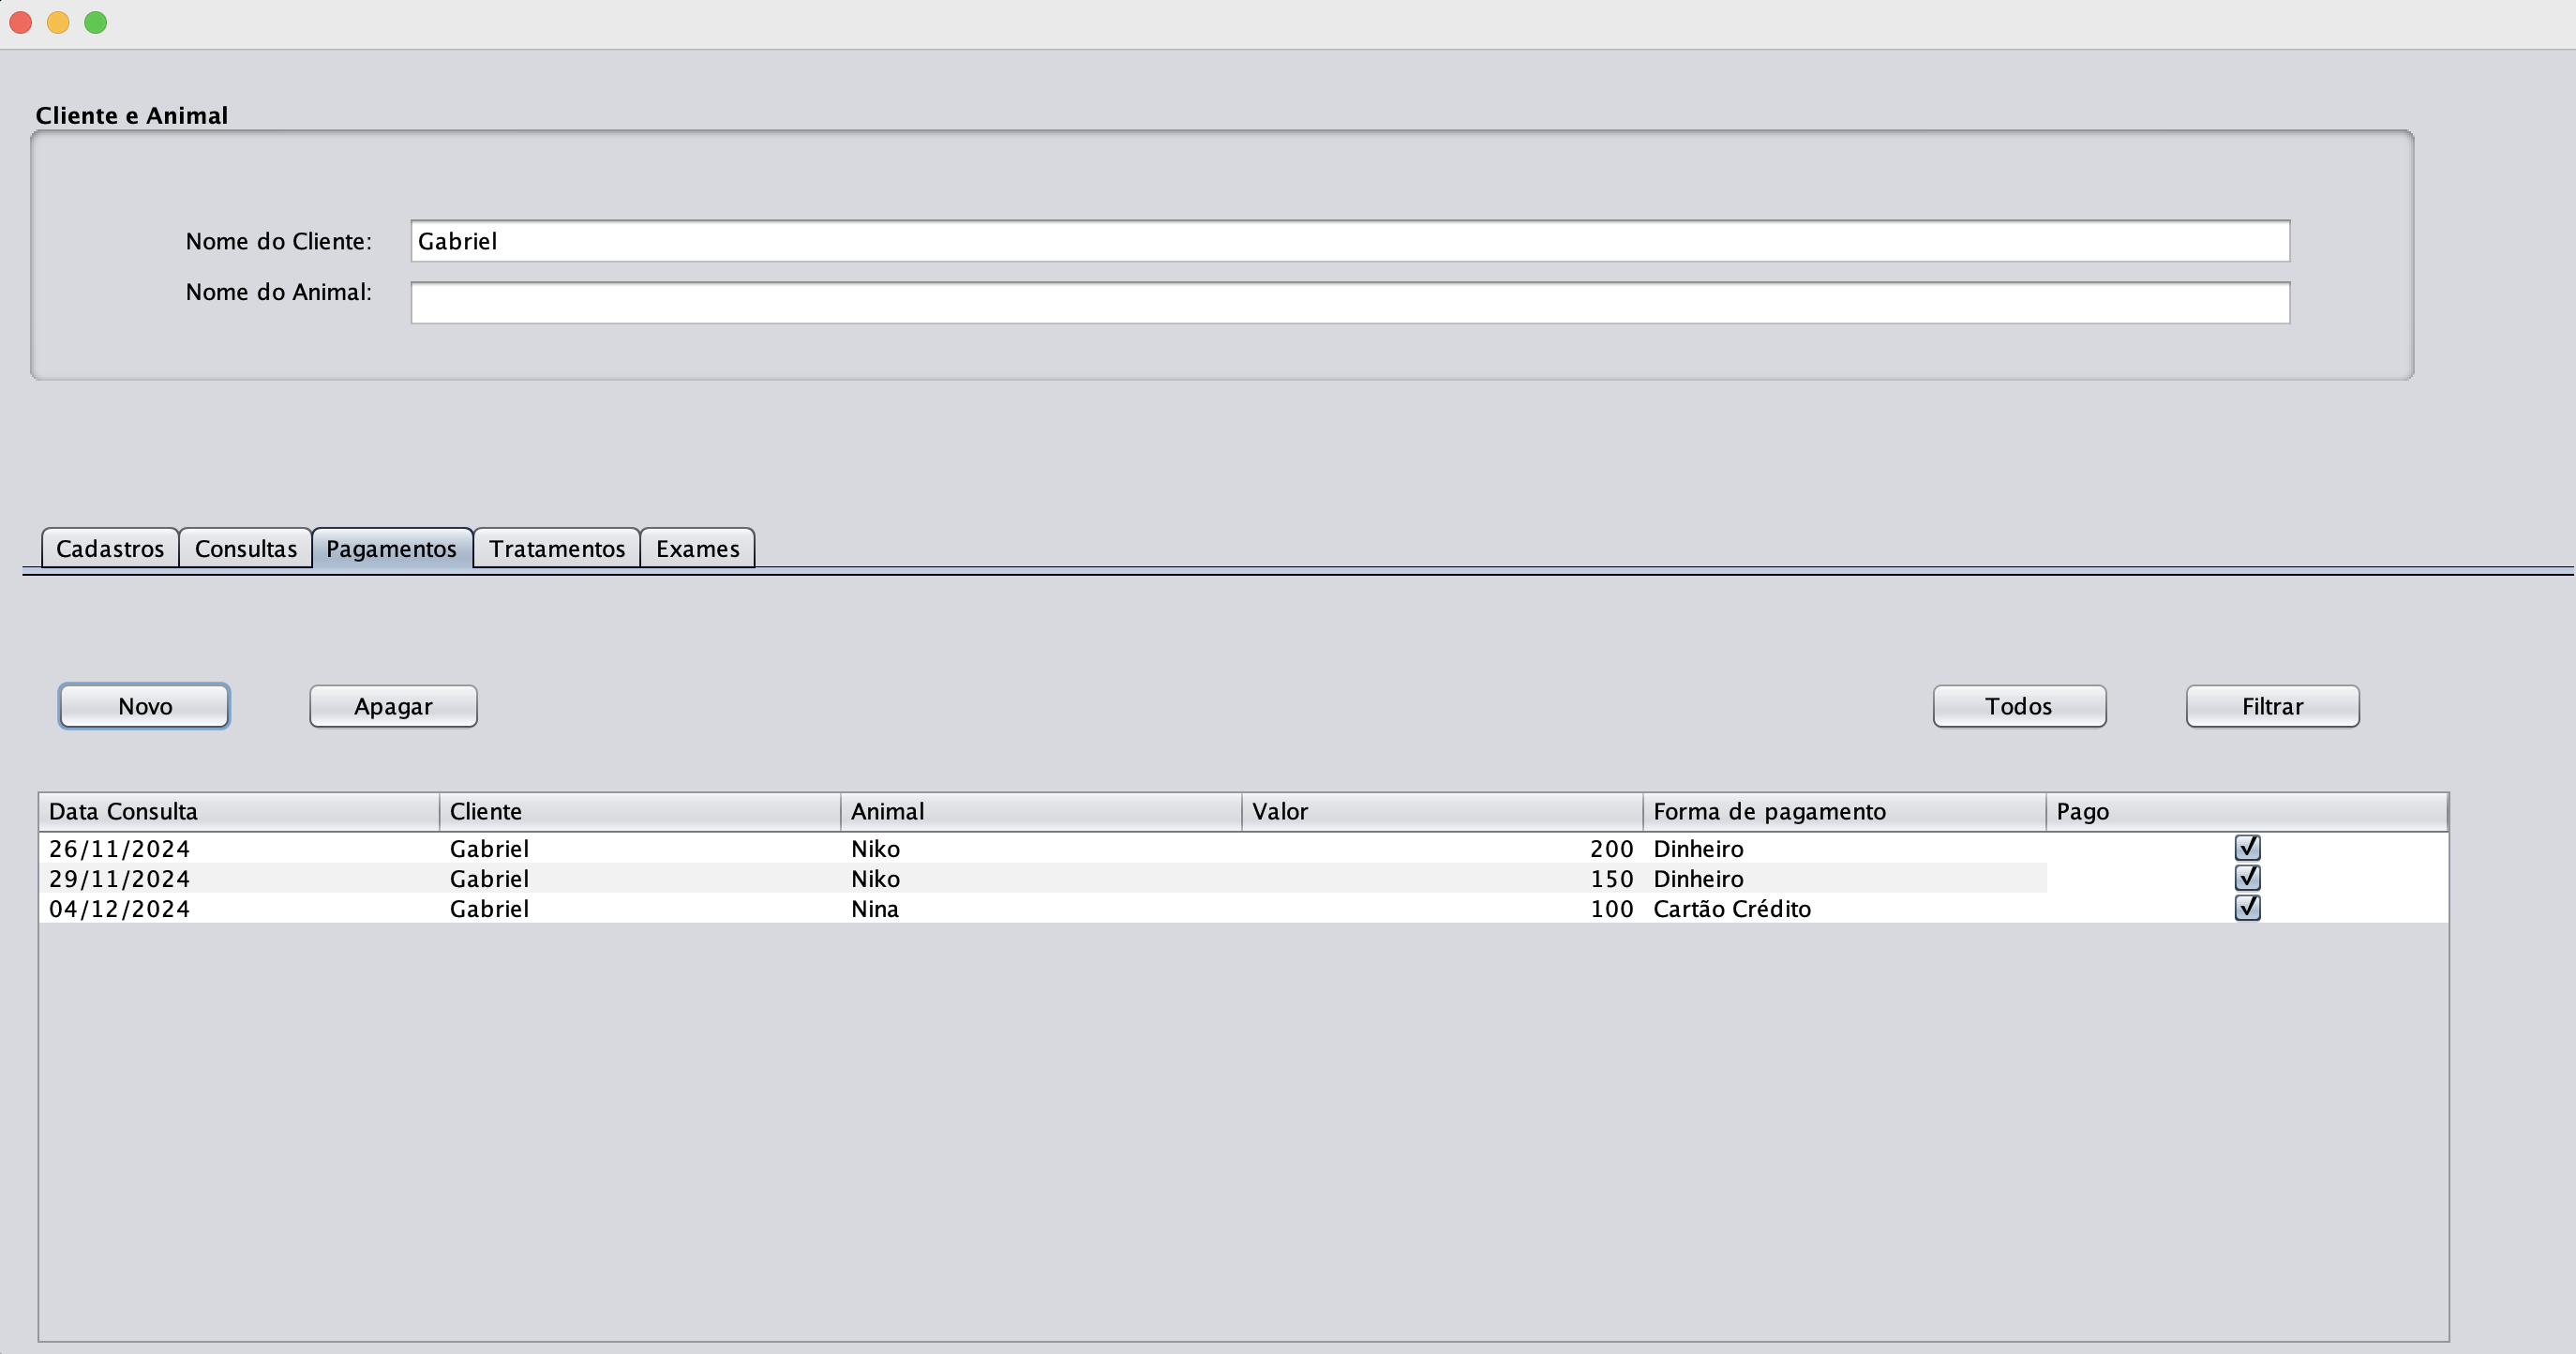 Cliente e Animal
Nome do Cliente: Gabriel
Nome do Animal:
Cadastros Consultas Pagamentos Tratamentos Exames
Novo Apagar Todos Filtrar
Data Consulta Cliente Animal Valor Forma de pagamento Pago
26/11/2024 Gabriel Niko 200 Dinheiro
29/11/2024 Gabriel Niko 150 Dinheiro
04/12/2024 Gabriel Nina 100 Cartão Crédito